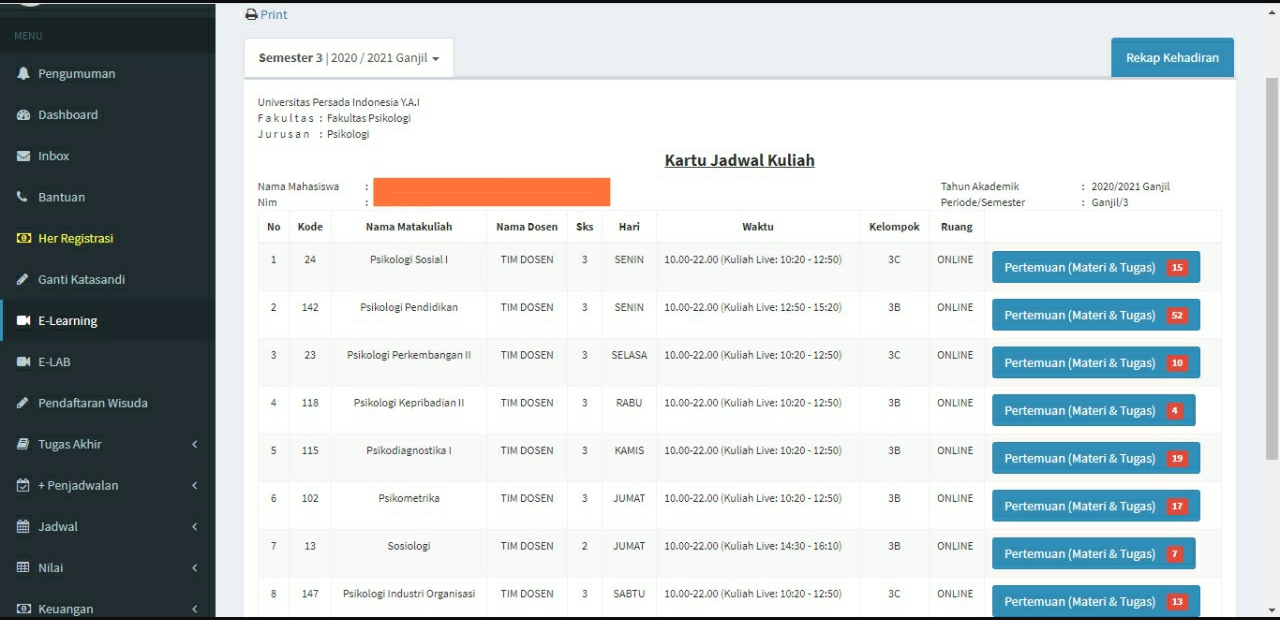 MENU
Pengumuman
Dashboard
Inbox
Bantuan
Her Registrasi
Ganti Katasandi
E-Learning
E-LAB
Pendaftaran Wisuda
Tugas Akhir
+ Penjadwalan
Jadwal
Nilai
Keuangan
Print
Semester 3 | 2020 / 2021 Ganjil
Rekap Kehadiran
Universitas Persada Indonesia Y.A.I
Fakultas : Fakultas Psikologi
Jurusan : Psikologi
Kartu Jadwal Kuliah
Nama Mahasiswa : Tahun Akademik : 2020/2021 Ganjil
Nim : Periode/Semester : Ganjil/3
No Kode Nama Matakuliah Nama Dosen Sks Hari Waktu Kelompok Ruang
1 24 Psikologi Sosial I TIM DOSEN 3 SENIN 10.00-22.00 (Kuliah Live: 10:20 - 12:50) 3C ONLINE Pertemuan (Materi & Tugas) 15
2 142 Psikologi Pendidikan TIM DOSEN 3 SENIN 10.00-22.00 (Kuliah Live: 12:50 - 15:20) 3B ONLINE Pertemuan (Materi & Tugas) 52
3 23 Psikologi Perkembangan II TIM DOSEN 3 SELASA 10.00-22.00 (Kuliah Live: 10:20 - 12:50) 3C ONLINE Pertemuan (Materi & Tugas) 10
4 118 Psikologi Kepribadian II TIM DOSEN 3 RABU 10.00-22.00 (Kuliah Live: 10:20 - 12:50) 3B ONLINE Pertemuan (Materi & Tugas) 4
5 115 Psikodiagnostika I TIM DOSEN 3 KAMIS 10.00-22.00 (Kuliah Live: 10:20 - 12:50) 3B ONLINE Pertemuan (Materi & Tugas) 19
6 102 Psikometrika TIM DOSEN 3 JUMAT 10.00-22.00 (Kuliah Live: 10:20 - 12:50) 3B ONLINE Pertemuan (Materi & Tugas) 17
7 13 Sosiologi TIM DOSEN 2 JUMAT 10.00-22.00 (Kuliah Live: 14:30 - 16:10) 3B ONLINE Pertemuan (Materi & Tugas) 7
8 147 Psikologi Industri Organisasi TIM DOSEN 3 SABTU 10.00-22.00 (Kuliah Live: 10:20 - 12:50) 3C ONLINE Pertemuan (Materi & Tugas) 13